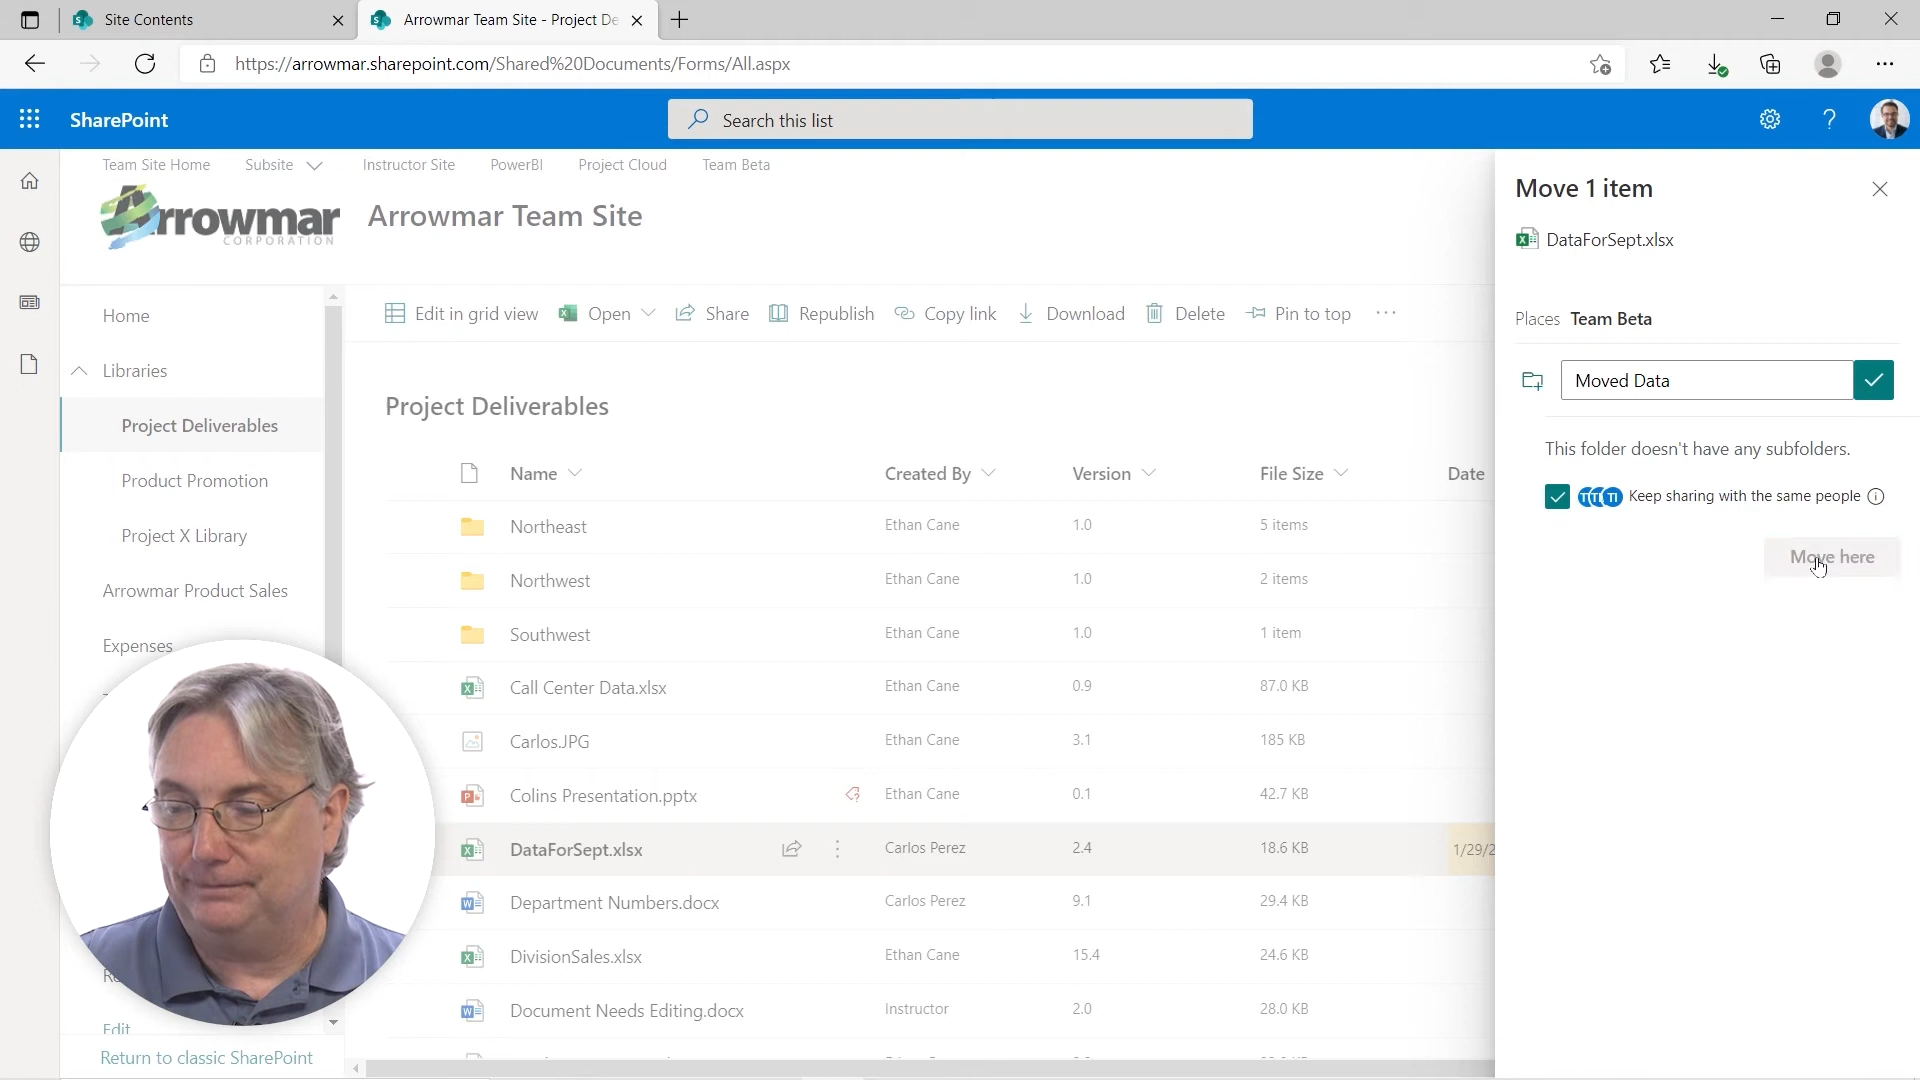 Site Contents
Arrowmar Team Site - Project De
https://arrowmar.sharepoint.com/Shared%20Documents/Forms/All.aspx
SharePoint
Search this list
Team Site Home Subsite Instructor Site PowerBI Project Cloud Team Beta
Arrowmar
CORPORATION
Arrowmar Team Site
Move 1 item
DataForSept.xlsx
Places Team Beta
Moved Data
This folder doesn't have any subfolders.
Keep sharing with the same people
Move here
Home
Libraries
Project Deliverables
Product Promotion
Project X Library
Arrowmar Product Sales
Expenses
Edit
Return to classic SharePoint
Edit in grid view Open Share Republish Copy link Download Delete Pin to top
Project Deliverables
Name Created By Version File Size Date
Northeast Ethan Cane 1.0 5 items
Northwest Ethan Cane 1.0 2 items
Southwest Ethan Cane 1.0 1 item
Call Center Data.xlsx Ethan Cane 0.9 87.0 KB
Carlos.JPG Ethan Cane 3.1 185 KB
Colins Presentation.pptx Ethan Cane 0.1 42.7 KB
DataForSept.xlsx Carlos Perez 2.4 18.6 KB 1/29/2
Department Numbers.docx Carlos Perez 9.1 29.4 KB
DivisionSales.xlsx Ethan Cane 15.4 24.6 KB
Document Needs Editing.docx Instructor 2.0 28.0 KB